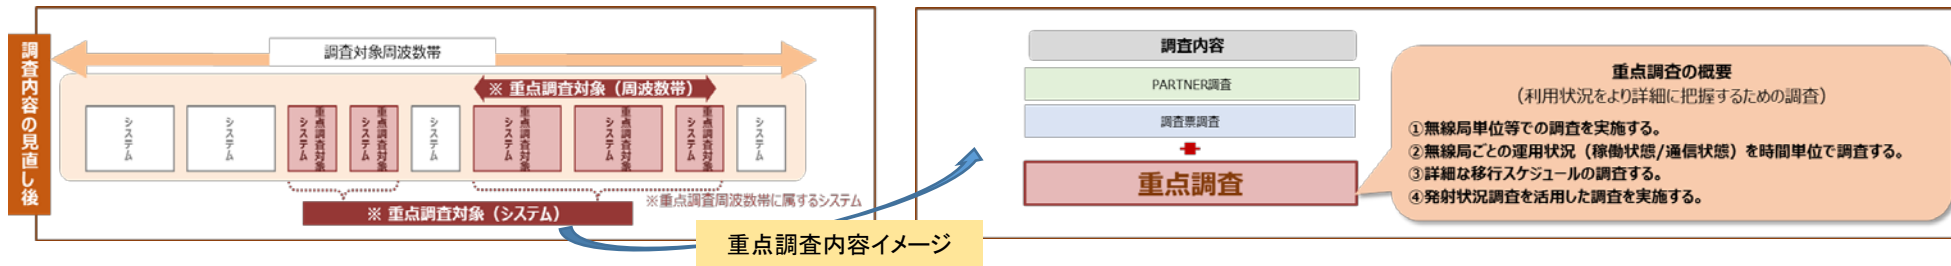 調査内容の見直し後
調査対象周波数帯
※ 重点調査対象（周波数帯）
システム
システム
重点調査対象
システム
重点調査対象
システム
システム
重点調査対象
システム
重点調査対象
システム
重点調査対象
システム
システム
※重点調査周波数帯に属するシステム
※ 重点調査対象（システム）
重点調査内容イメージ
調査内容
PARTNER調査
調査票調査
重点調査
重点調査の概要
（利用状況をより詳細に把握するための調査）
①無線局単位等での調査を実施する。
②無線局ごとの運用状況（稼働状態/通信状態）を時間単位で調査する。
③詳細な移行スケジュールの調査する。
④発射状況調査を活用した調査を実施する。